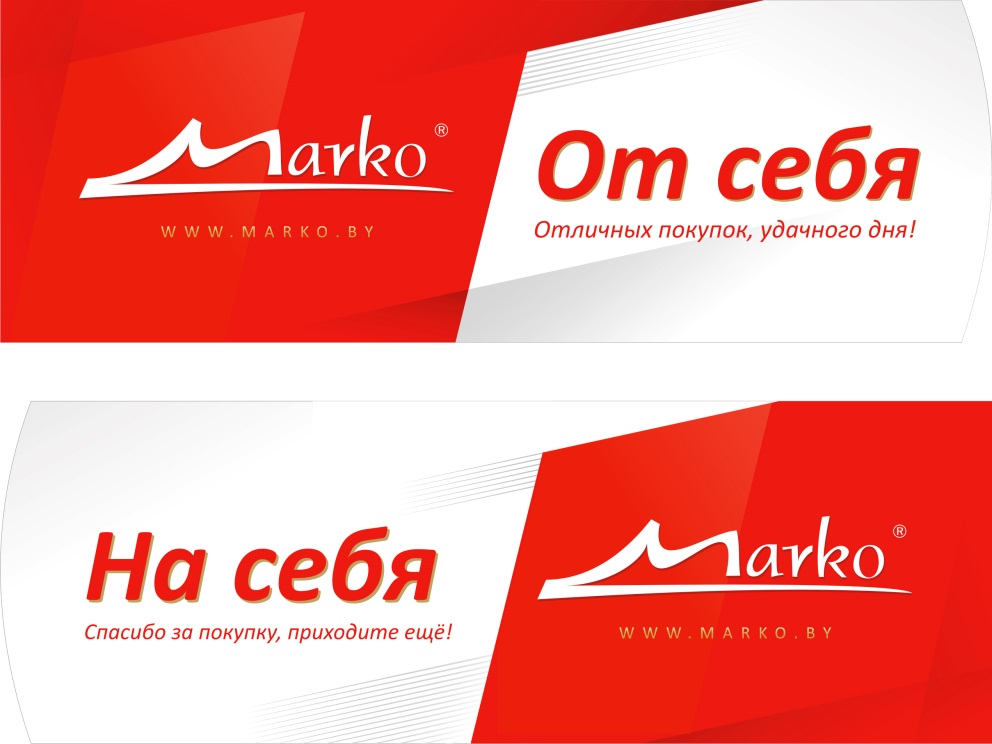 Marko®
WWW.MARKO.BY
От себя
Отличных покупок, удачного дня!
На себя
Спасибо за покупку, приходите ещё!
Marko®
WWW.MARKO.BY